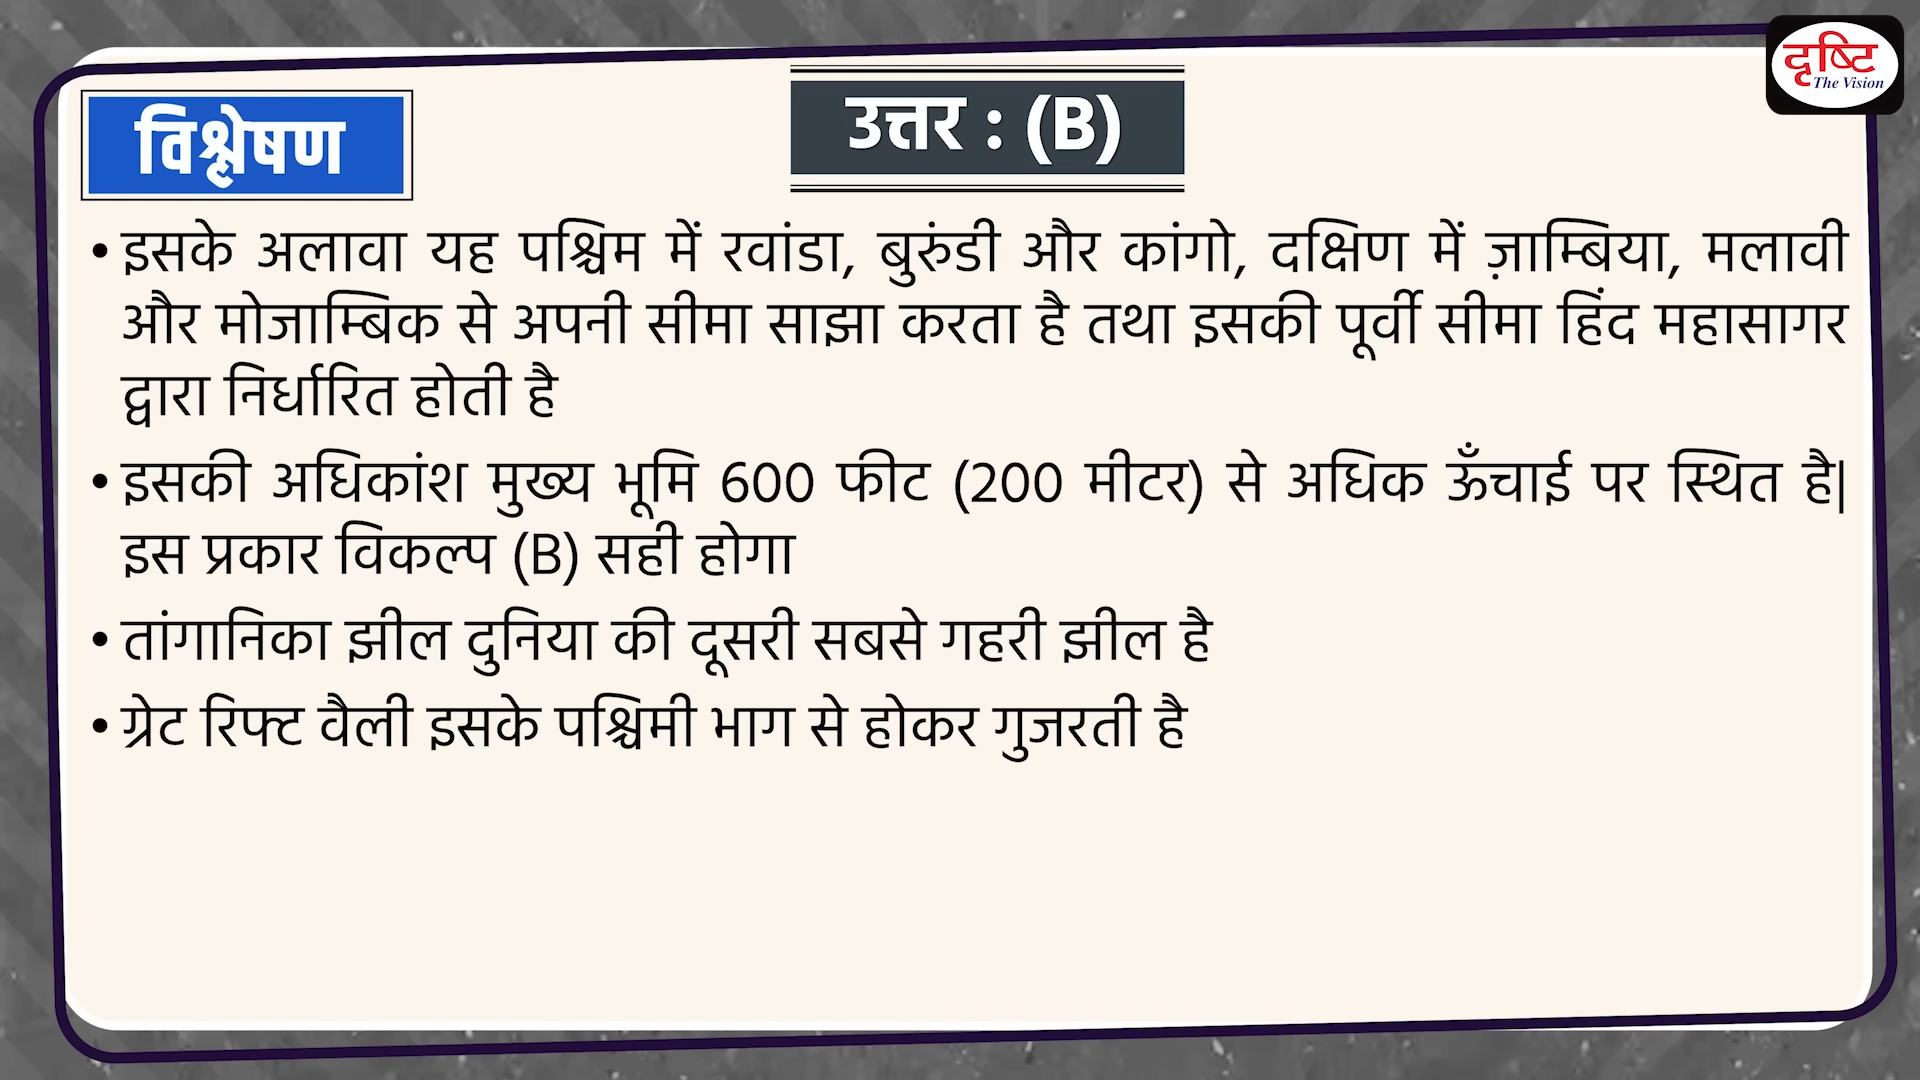 दृष्टि
The Vision
विश्लेषण
उत्तर : (B)
• इसके अलावा यह पश्चिम में रवांडा, बुरुंडी और कांगो, दक्षिण में ज़ाम्बिया, मलावी
और मोजाम्बिक से अपनी सीमा साझा करता है तथा इसकी पूर्वी सीमा हिंद महासागर
द्वारा निर्धारित होती है
• इसकी अधिकांश मुख्य भूमि 600 फीट (200 मीटर) से अधिक ऊँचाई पर स्थित है|
इस प्रकार विकल्प (B) सही होगा
• तांगानिका झील दुनिया की दूसरी सबसे गहरी झील है
• ग्रेट रिफ्ट वैली इसके पश्चिमी भाग से होकर गुजरती है